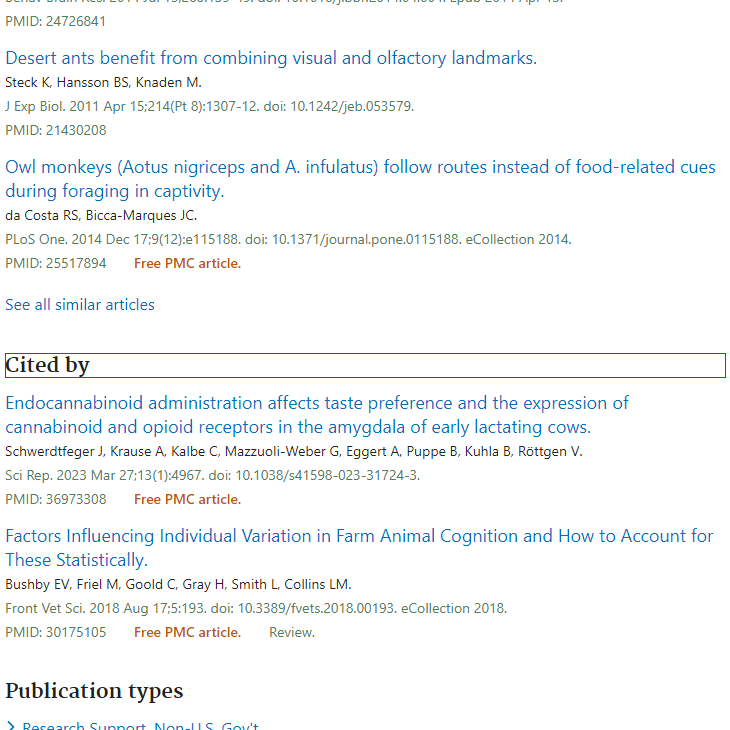 PMID: 24726841
Desert ants benefit from combining visual and olfactory landmarks.
Steck K, Hansson BS, Knaden M.
J Exp Biol. 2011 Apr 15;214(Pt 8):1307-12. doi: 10.1242/jeb.053579.
PMID: 21430208
Owl monkeys (Aotus nigriceps and A. infulatus) follow routes instead of food-related cues
during foraging in captivity.
da Costa RS, Bicca-Marques JC.
PLoS One. 2014 Dec 17;9(12):e115188. doi: 10.1371/journal.pone.0115188. eCollection 2014.
PMID: 25517894 Free PMC article.
See all similar articles
Cited by
Endocannabinoid administration affects taste preference and the expression of
cannabinoid and opioid receptors in the amygdala of early lactating cows.
Schwerdtfeger J, Krause A, Kalbe C, Mazzuoli-Weber G, Eggert A, Puppe B, Kuhla B, Röttgen V.
Sci Rep. 2023 Mar 27;13(1):4967. doi: 10.1038/s41598-023-31724-3.
PMID: 36973308 Free PMC article.
Factors Influencing Individual Variation in Farm Animal Cognition and How to Account for
These Statistically.
Bushby EV, Friel M, Goold C, Gray H, Smith L, Collins LM.
Front Vet Sci. 2018 Aug 17;5:193. doi: 10.3389/fvets.2018.00193. eCollection 2018.
PMID: 30175105 Free PMC article. Review.
Publication types
Research Support, Non-U.S. Gov't